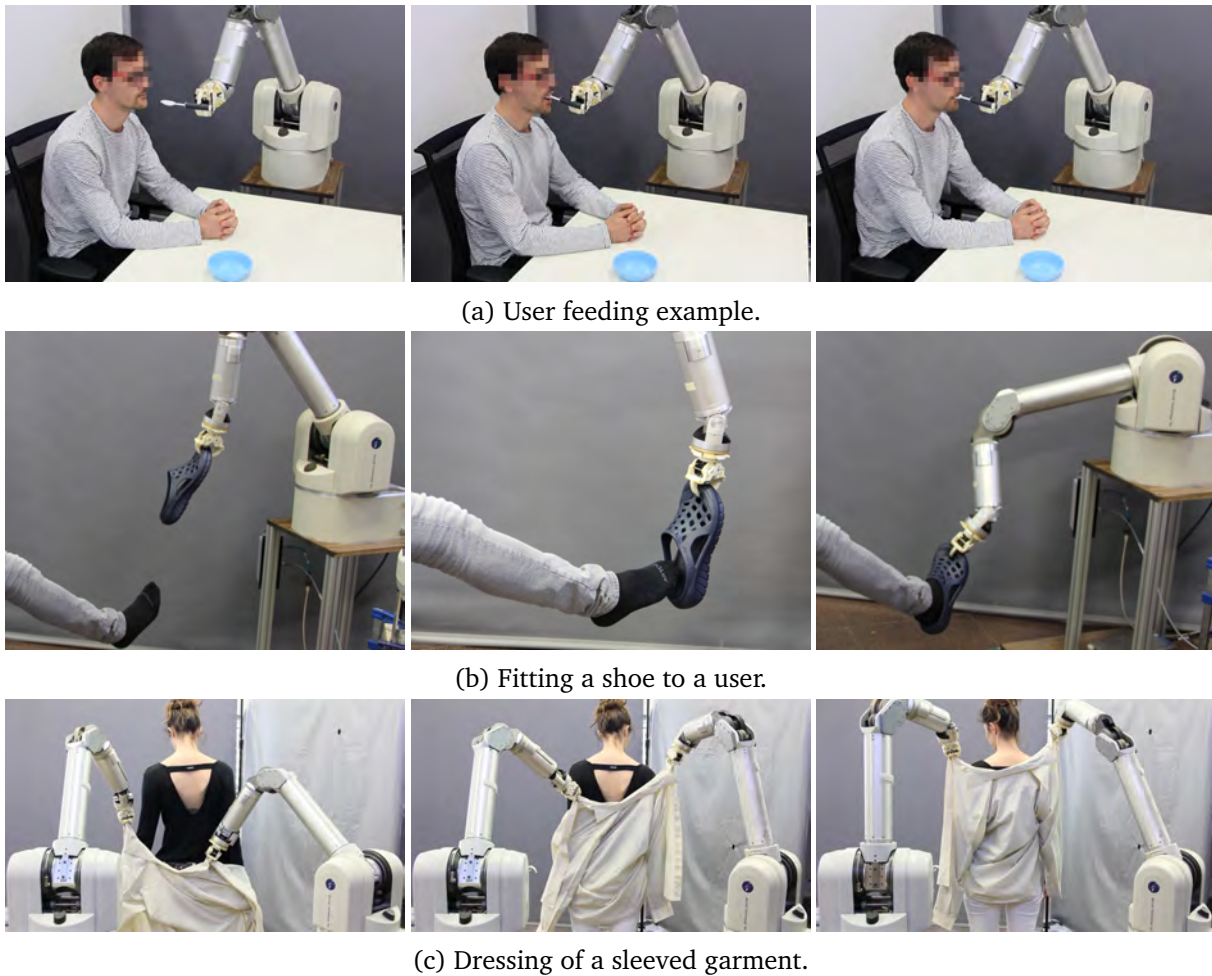 (a) User feeding example.
(b) Fitting a shoe to a user.
(c) Dressing of a sleeved garment.